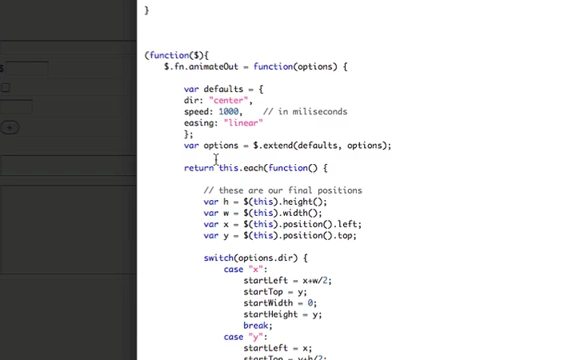 }
(function($){
$.fn.animateOut = function(options) {
var defaults = {
dir: "center",
speed: 1000, // in miliseconds
easing: "linear"
};
var options = $.extend(defaults, options);
return this.each(function() {
// these are our final positions
var h = $(this).height();
var w = $(this).width();
var x = $(this).position().left;
var y = $(this).position().top;
switch(options.dir) {
case "x":
startLeft = x+w/2;
startTop = y;
startWidth = 0;
startHeight = y;
break;
case "y":
startLeft = x;
startTop = y+h/2;